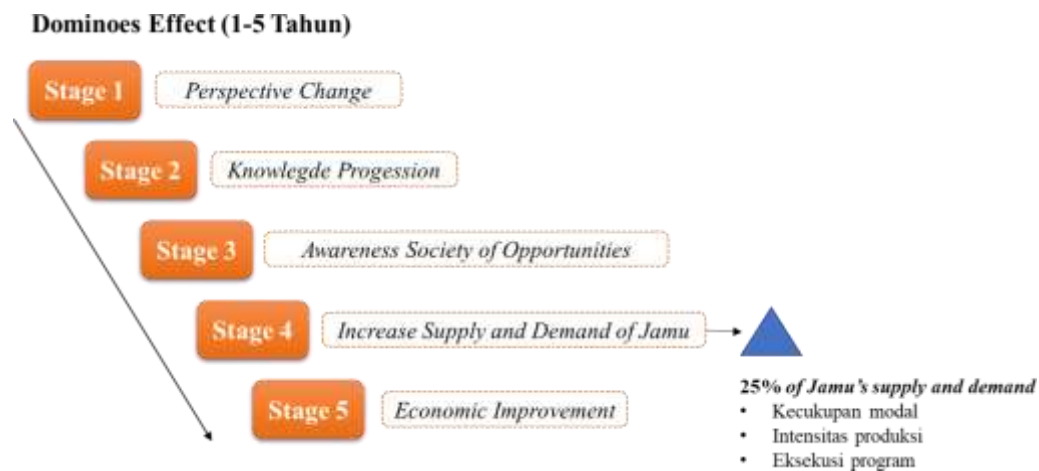 Dominoes Effect (1-5 Tahun)
Stage 1
Perspective Change
Stage 2
Knowlegde Progession
Stage 3
Awareness Society of Opportunities
Stage 4
Increase Supply and Demand of Jamu
Stage 5
Economic Improvement
25% of Jamu's supply and demand
• Kecukupan modal
• Intensitas produksi
• Eksekusi program